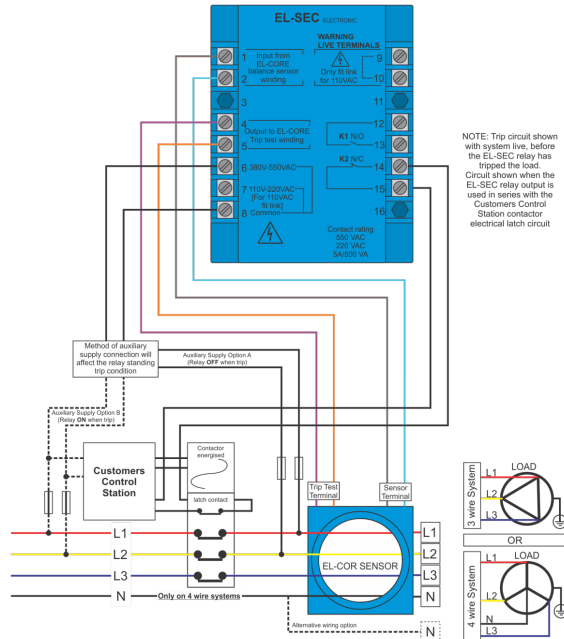 EL-SEC ELECTRONIC
WARNING
LIVE TERMINALS
1
Input from
EL-CORE
balance sensor
winding
2
Only fit link
for 110VAC
9
10
3
11
4
Output to EL-CORE
Trip test winding
5
12
K1 N/O
13
6 380V-550VAC
K2 N/C
14
7 110V-220VAC
[For 110VAC
fit link]
8 Common
15
16
Contact rating
550 VAC
220 VAC
5A/500 VA
NOTE: Trip circuit shown
with system live, before
the EL-SEC relay has
tripped the load.
Circuit shown when the
EL-SEC relay output is
used in series with the
Customers Control
Station contactor
electrical latch circuit
Method of auxiliary
supply connection will
affect the relay standing
trip condition
Auxiliary Supply Option A
(Relay OFF when trip)
Auxiliary Supply Option B
(Relay ON when trip)
Customers
Control
Station
Contactor
energised
latch contact
Trip Test
Terminal
Sensor
Terminal
EL-COR SENSOR
L1
L2
L3
N
Only on 4 wire systems
L1
L2
L3
N
Alternative wiring option
N
3 wire System
L1
L2
L3
LOAD
OR
4 wire System
L1
L2
N
L3
LOAD